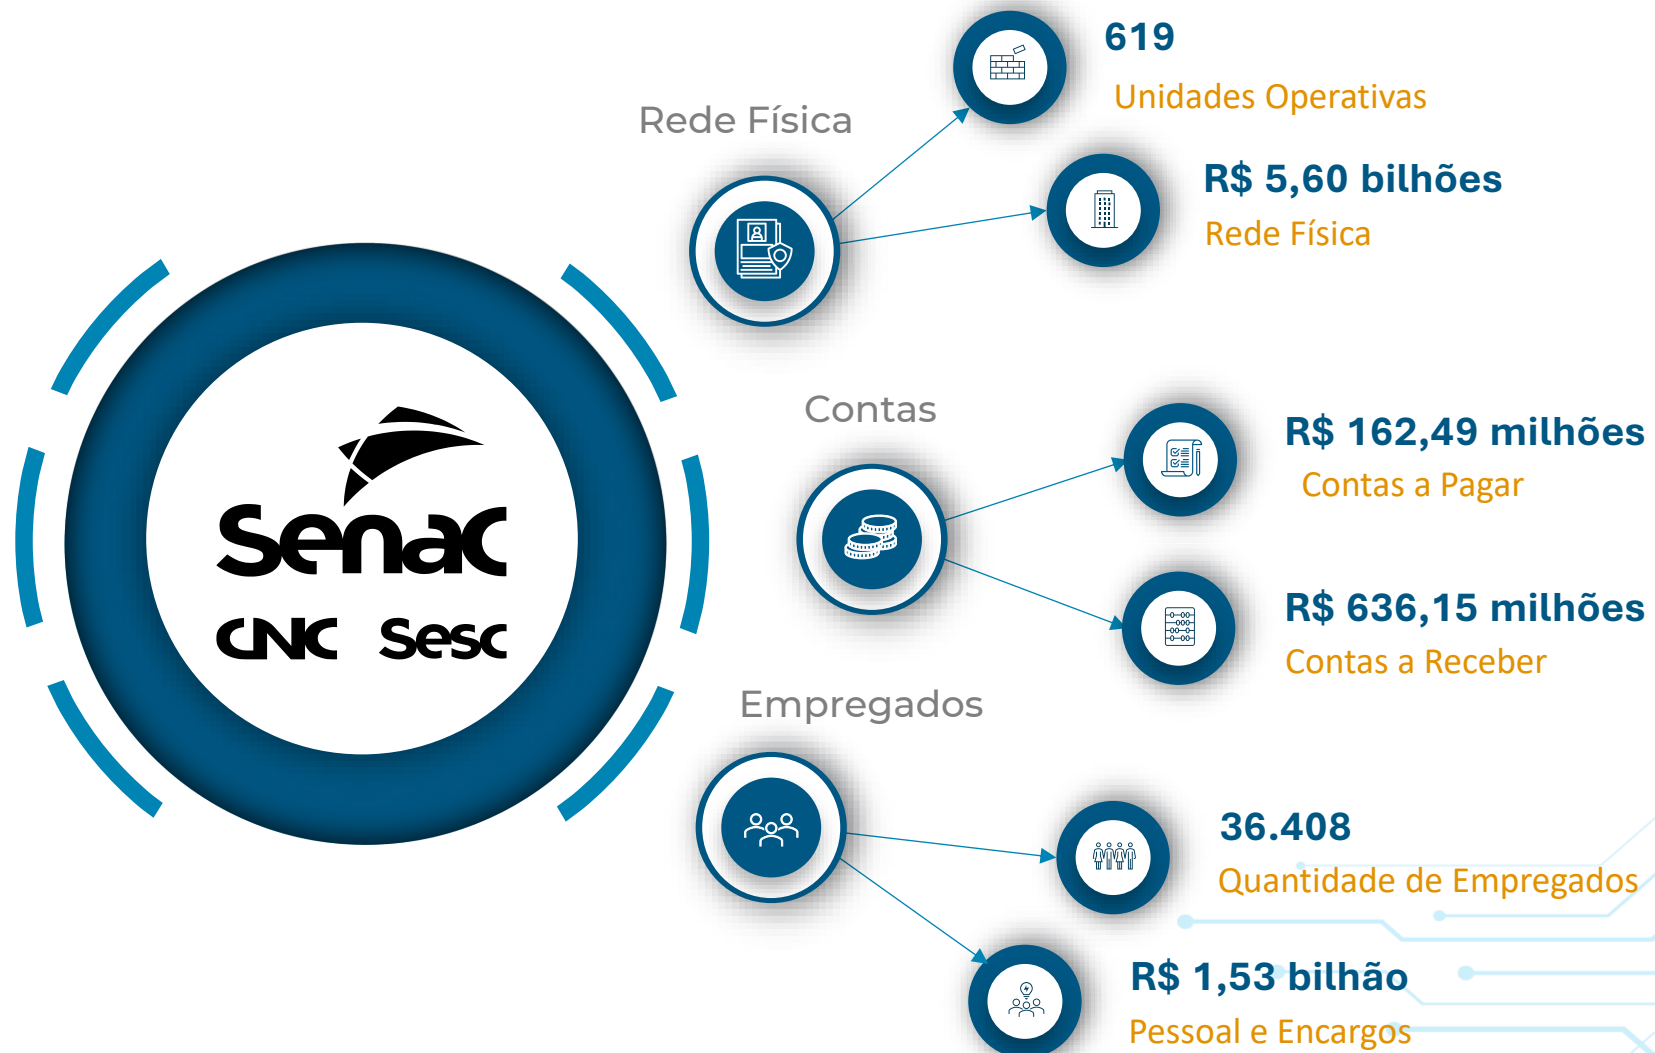 Senac
CNC Sesc
Rede Física
619
Unidades Operativas
R$ 5,60 bilhões
Rede Física
Contas
R$ 162,49 milhões
Contas a Pagar
R$ 636,15 milhões
Contas a Receber
Empregados
36.408
Quantidade de Empregados
R$ 1,53 bilhão
Pessoal e Encargos